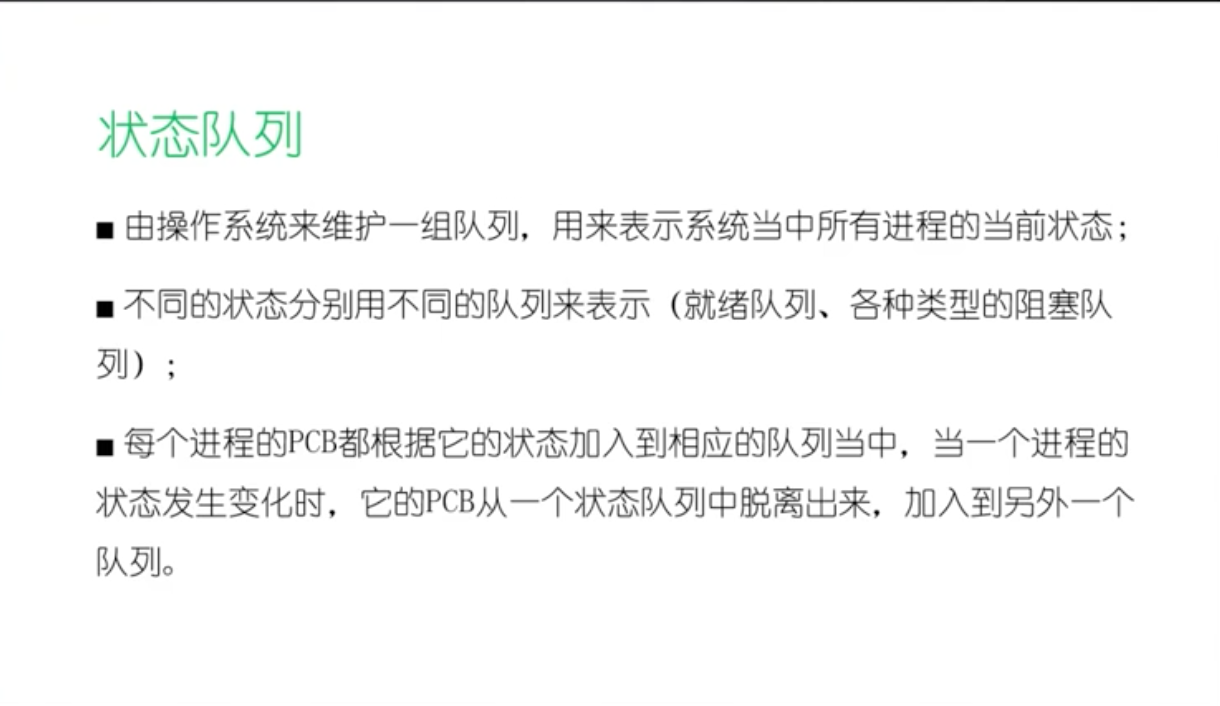 状态队列
■ 由操作系统来维护一组队列，用来表示系统当中所有进程的当前状态；
■ 不同的状态分别用不同的队列来表示（就绪队列、各种类型的阻塞队
列）；
■ 每个进程的PCB都根据它的状态加入到相应的队列当中，当一个进程的
状态发生变化时，它的PCB从一个状态队列中脱离出来，加入到另外一个
队列。